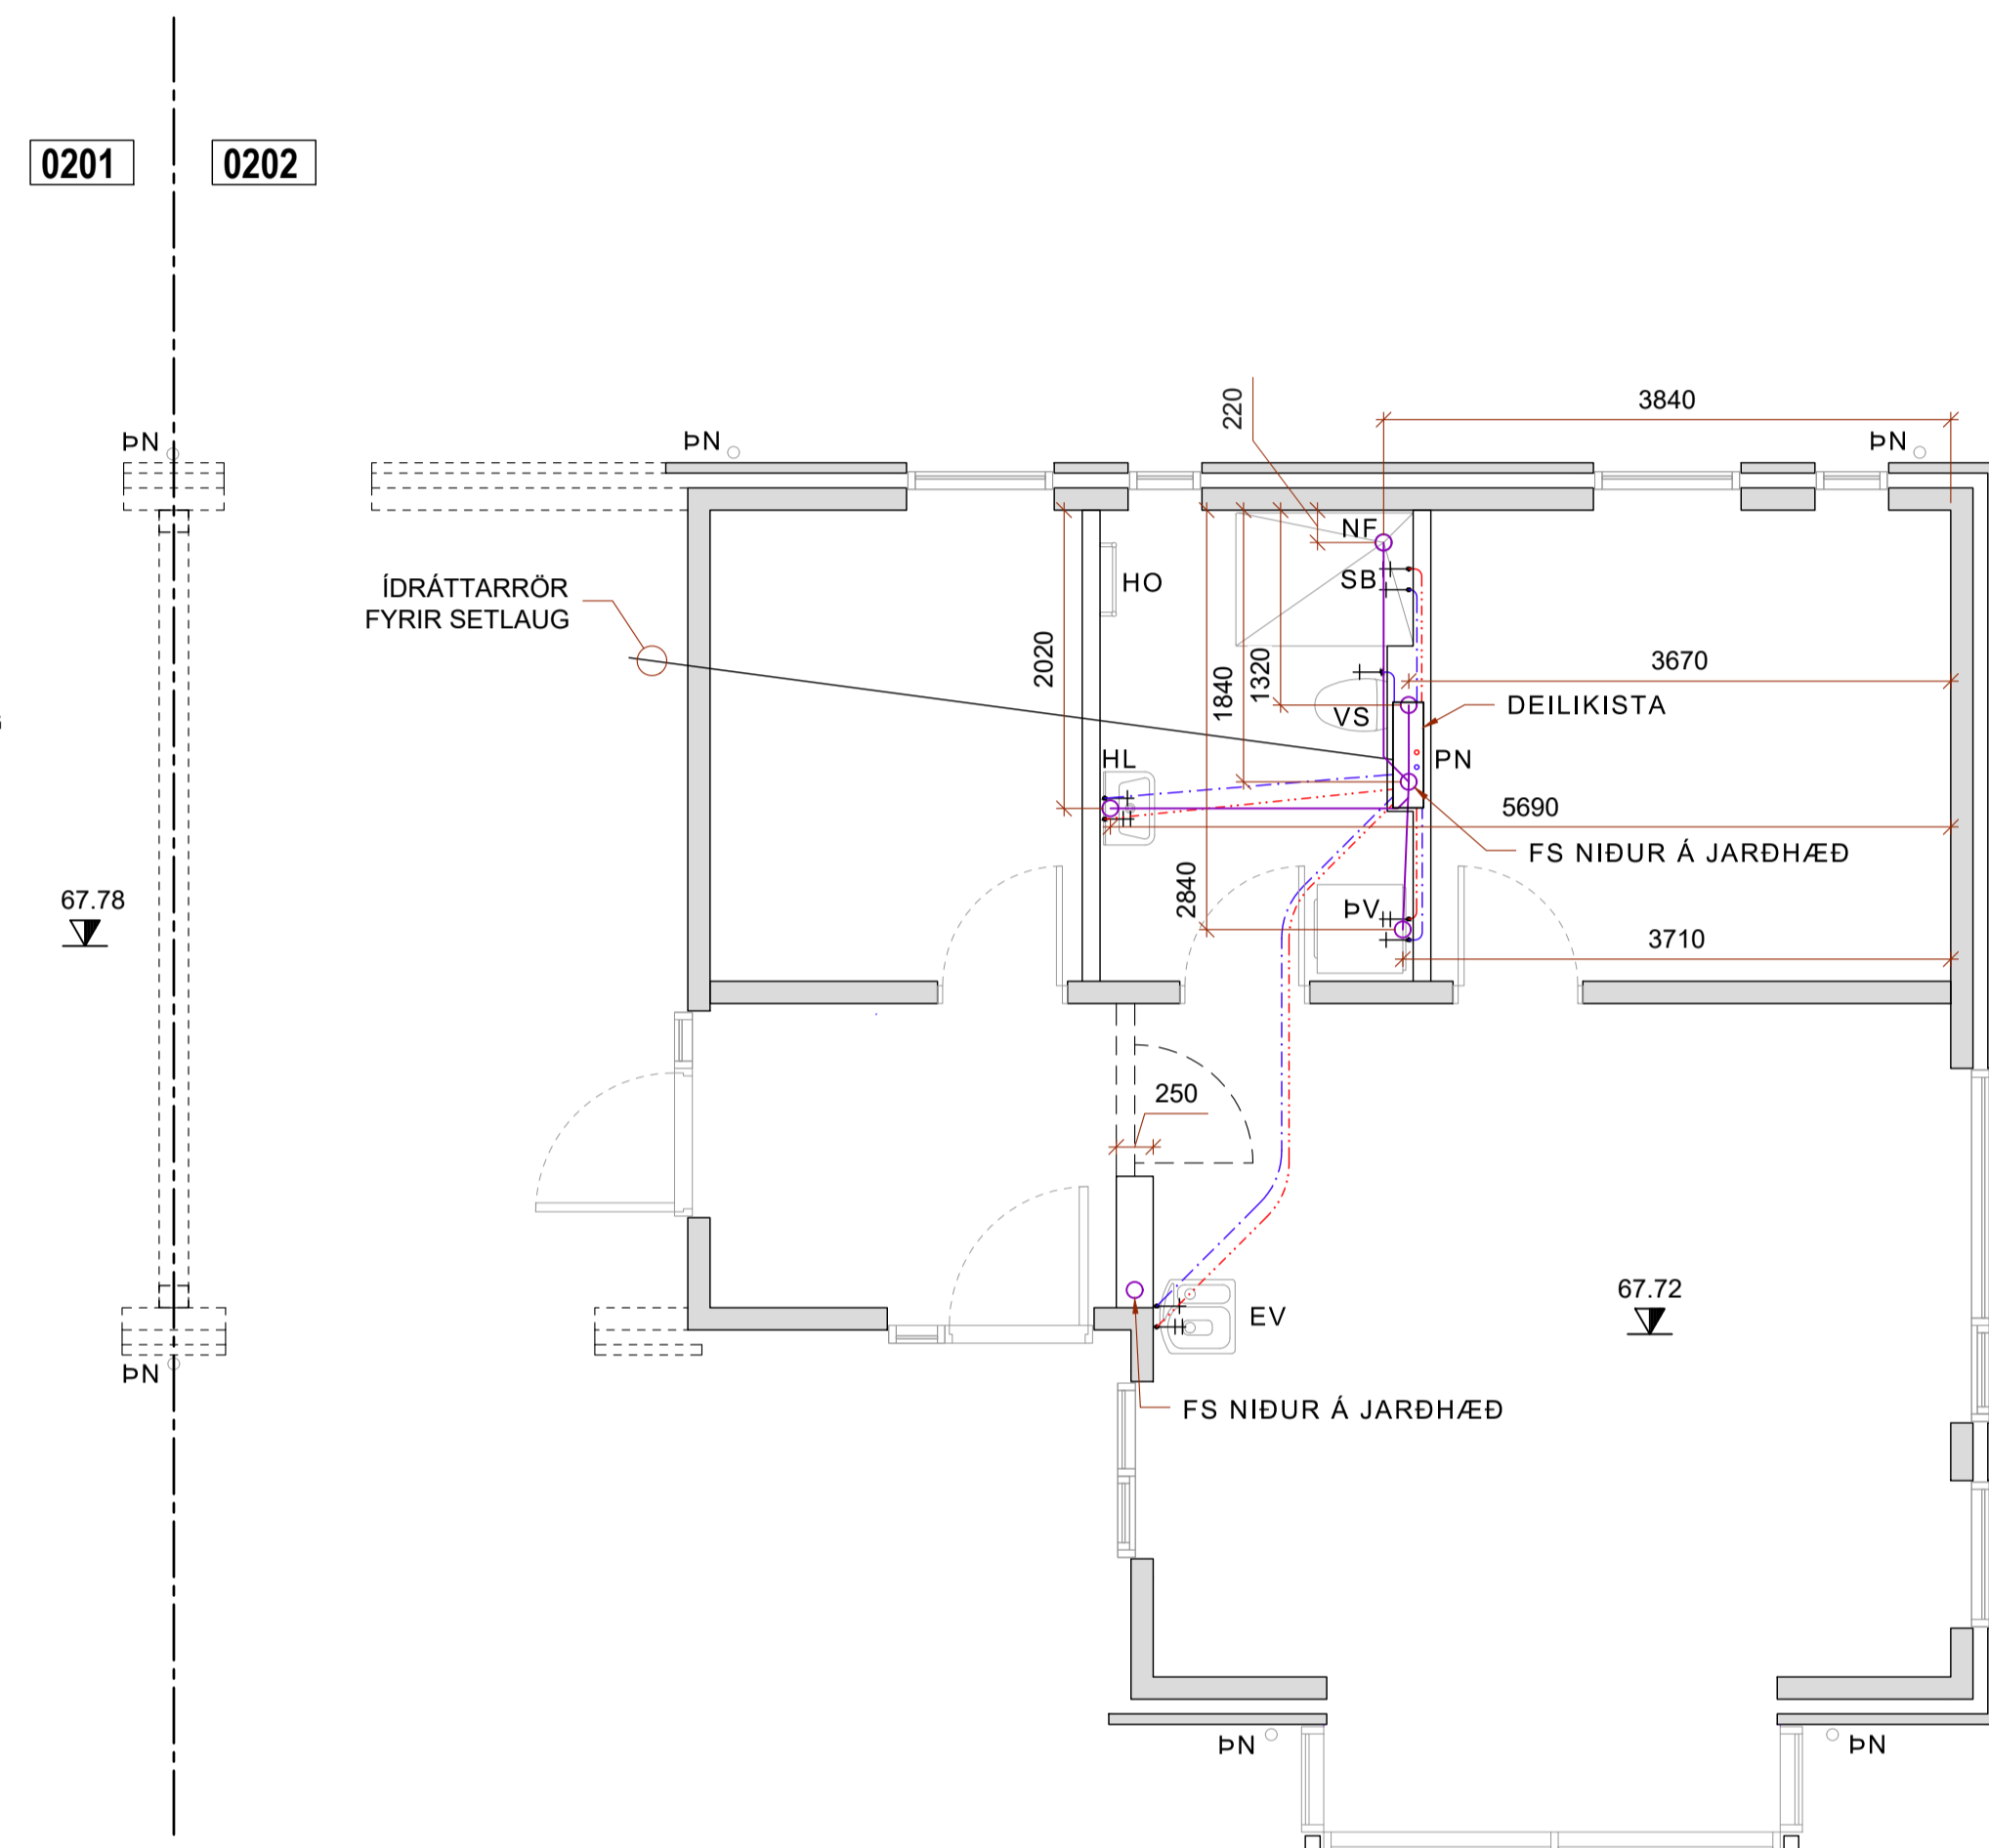 0201
0202
ÞN
ÞN
ÞN
220
3840
NF
SB
HO
ÍDRÁTTARRÖR
FYRIR SETLAUG
2020
1840
1320
3670
DEILIKISTA
VS
HL
ÞN
5690
FS NIÐUR Á JARÐHÆÐ
2840
ÞV
3710
67.78
250
67.72
EV
ÞN
FS NIÐUR Á JARÐHÆÐ
ÞN
ÞN